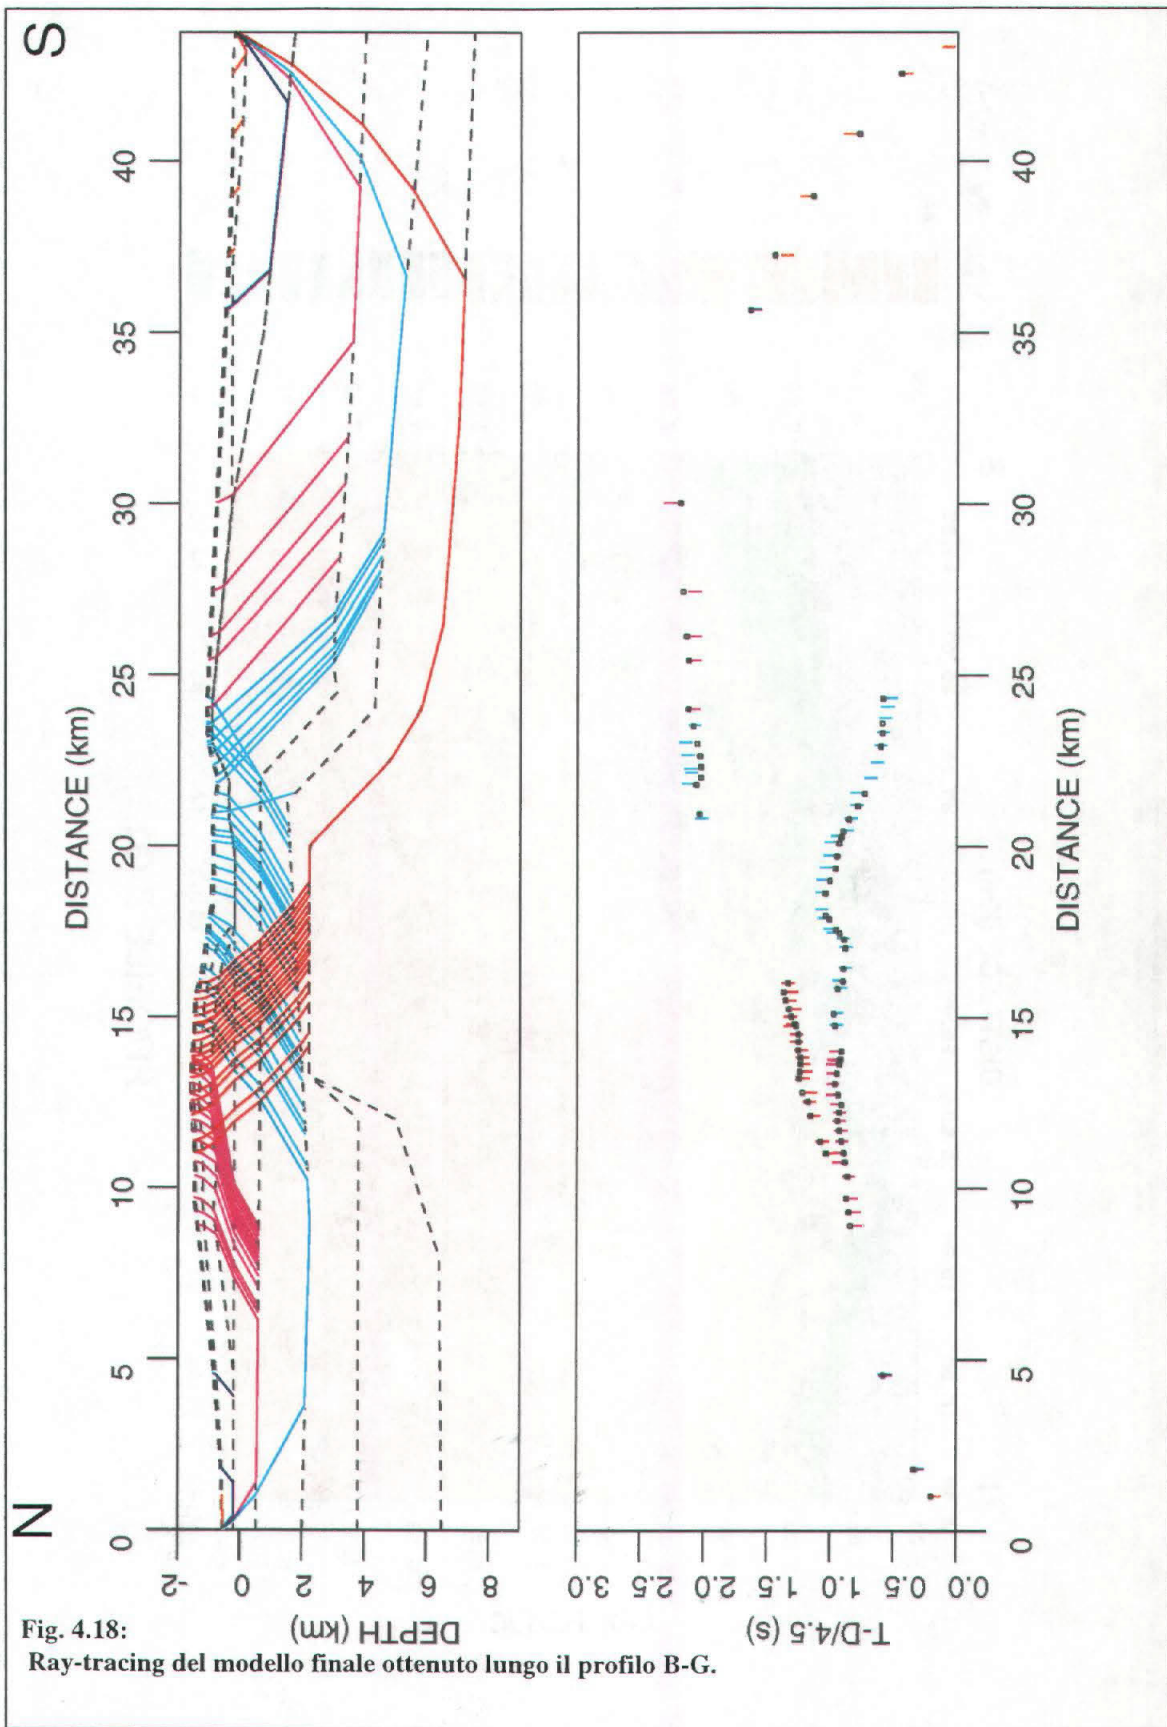 N
S
DISTANCE (km)
0 5 10 15 20 25 30 35 40
-2 0 2 4 6 8
DEPTH (km)
3.0 2.5 2.0 1.5 1.0 0.5 0.0
T-D/4.5 (s)
0 5 10 15 20 25 30 35 40
DISTANCE (km)
Fig. 4.18:
Ray-tracing del modello finale ottenuto lungo il profilo B-G.